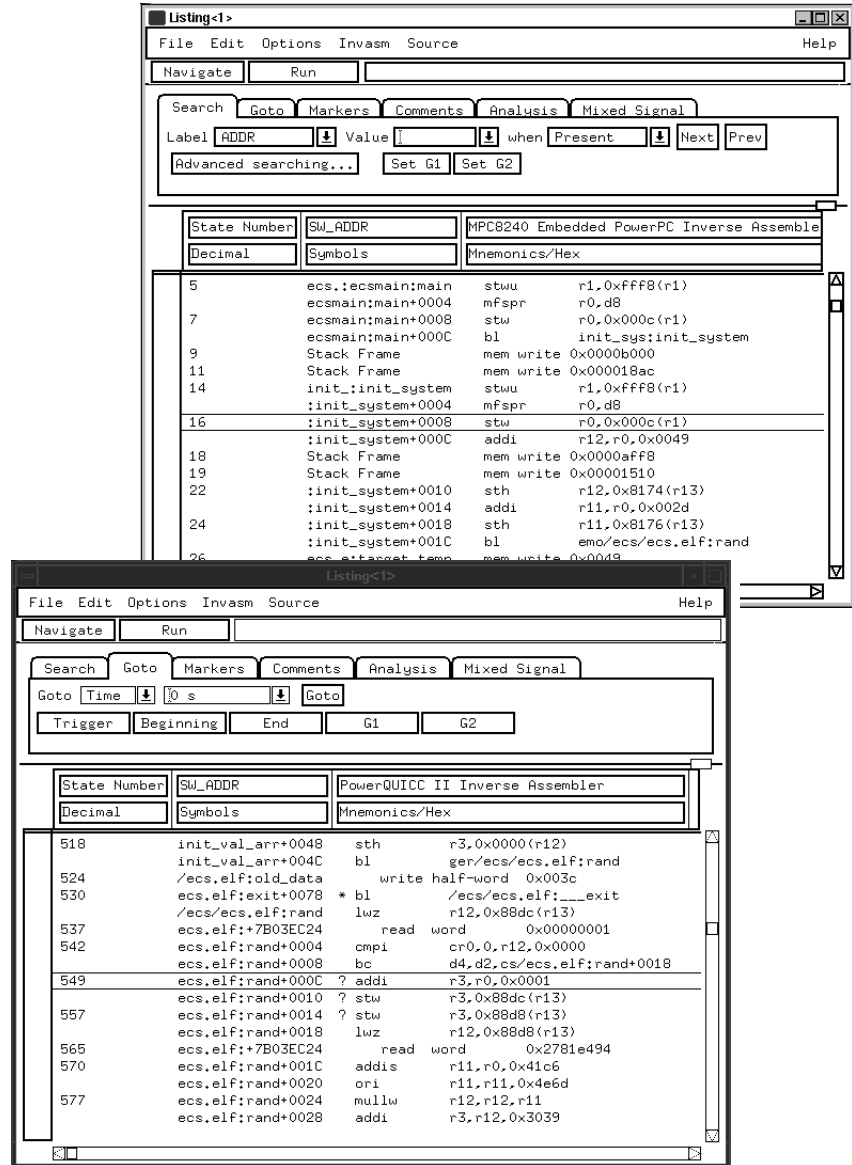 Listing<1>
File Edit Options Invasm Source Help
Navigate Run
Search Goto Markers Comments Analysis Mixed Signal
Label ADDR Value when Present Next Prev
Advanced searching... Set G1 Set G2
State Number SW_ADDR MPC8240 Embedded PowerPC Inverse Assemble
Decimal Symbols Mnemonics/Hex
5 ecs.:ecsmain:main stwu r1,0xfff8(r1)
ecsmain:main+0004 mfspr r0,d8
7 ecsmain:main+0008 stw r0,0x000c(r1)
ecsmain:main+000C bl init_sys:init_system
9 Stack Frame mem write 0x0000b000
11 Stack Frame mem write 0x000018ac
14 init_:init_system stwu r1,0xfff8(r1)
:init_system+0004 mfspr r0,d8
16 :init_system+0008 stw r0,0x000c(r1)
:init_system+000C addi r12,r0,0x0049
18 Stack Frame mem write 0x0000aff8
19 Stack Frame mem write 0x00001510
22 :init_system+0010 sth r12,0x8174(r13)
:init_system+0014 addi r11,r0,0x002d
24 :init_system+0018 sth r11,0x8176(r13)
:init_system+001C bl emo/ecs/ecs.elf:rand
26 ecs.e:target_temp mem write 0x0049
Listing<1>
File Edit Options Invasm Source Help
Navigate Run
Search Goto Markers Comments Analysis Mixed Signal
Goto Time 0 s Goto
Trigger Beginning End G1 G2
State Number SW_ADDR PowerQUICC II Inverse Assembler
Decimal Symbols Mnemonics/Hex
518 init_val_arr+0048 sth r3,0x0000(r12)
init_val_arr+004C bl ger/ecs/ecs.elf:rand
524 /ecs.elf:old_data write half-word 0x003c
530 ecs.elf:exit+0078 * bl /ecs/ecs.elf:___exit
/ecs/ecs.elf:rand lwz r12,0x88dc(r13)
537 ecs.elf:+7B03EC24 read word 0x00000001
542 ecs.elf:rand+0004 cmpi cr0,0,r12,0x0000
ecs.elf:rand+0008 bc d4,d2,cs/ecs.elf:rand+0018
549 ecs.elf:rand+000C ? addi r3,r0,0x0001
ecs.elf:rand+0010 ? stw r3,0x88dc(r13)
557 ecs.elf:rand+0014 ? stw r3,0x88d8(r13)
ecs.elf:rand+0018 lwz r12,0x88d8(r13)
565 ecs.elf:+7B03EC24 read word 0x2781e494
570 ecs.elf:rand+001C addis r11,r0,0x41c6
ecs.elf:rand+0020 ori r11,r11,0x4e6d
577 ecs.elf:rand+0024 mullw r12,r12,r11
ecs.elf:rand+0028 addi r3,r12,0x3039